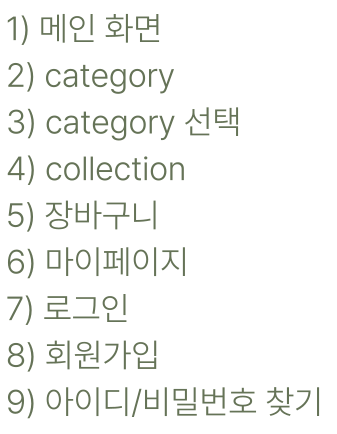 1) 메인 화면
2) category
3) category 선택
4) collection
5) 장바구니
6) 마이페이지
7) 로그인
8) 회원가입
9) 아이디/비밀번호 찾기